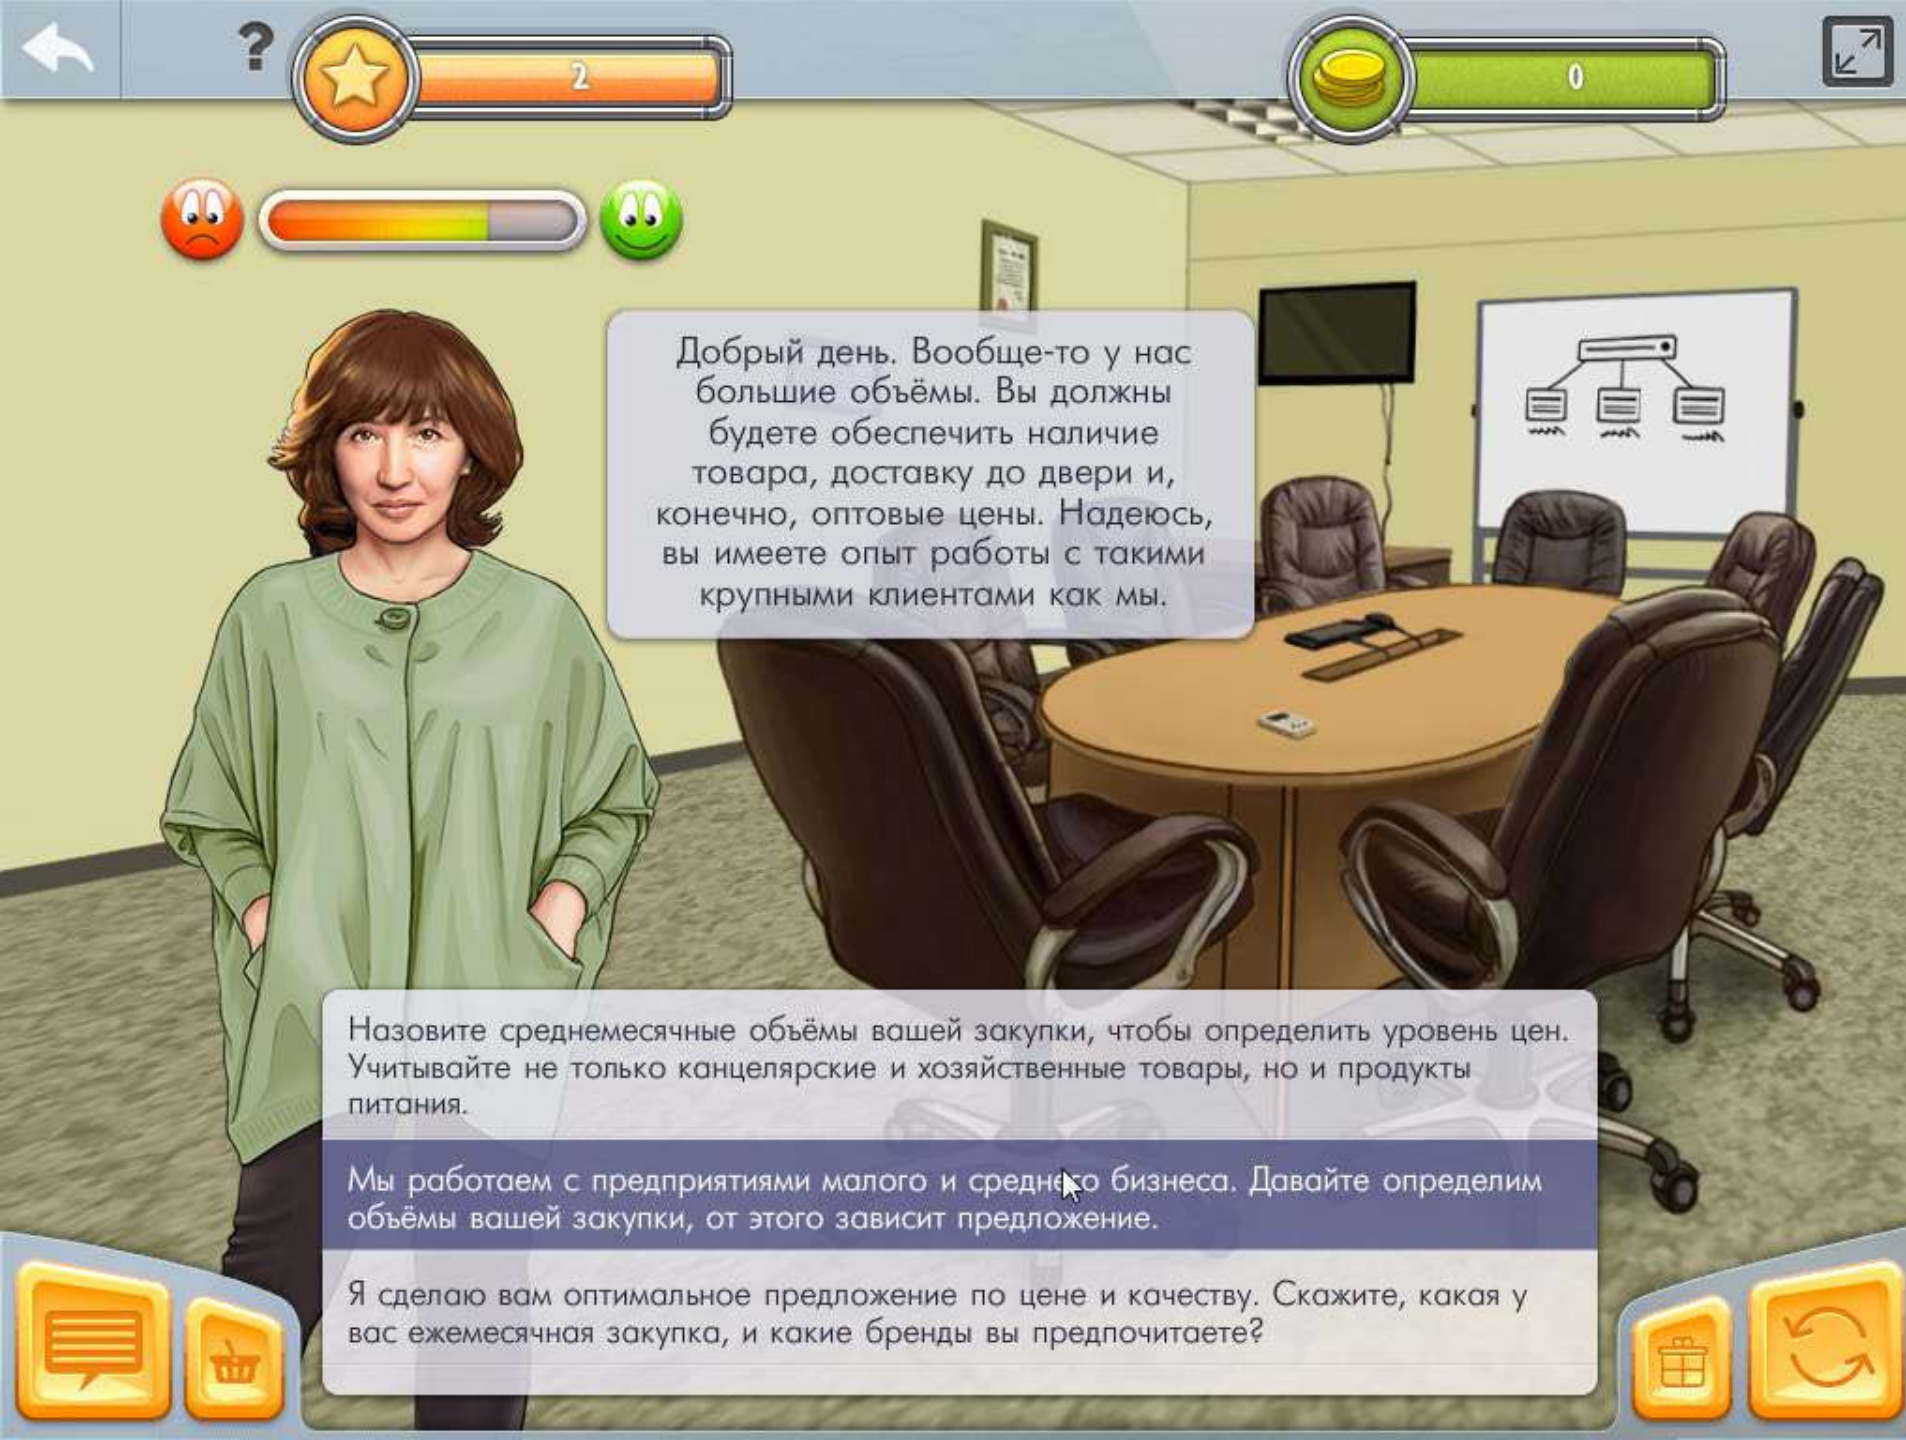 ?
2
0
Добрый день. Вообще-то у нас
большие объёмы. Вы должны
будете обеспечить наличие
товара, доставку до двери и,
конечно, оптовые цены. Надеюсь,
вы имеете опыт работы с такими
крупными клиентами как мы.
Назовите среднемесячные объёмы вашей закупки, чтобы определить уровень цен.
Учитывайте не только канцелярские и хозяйственные товары, но и продукты
питания.
Мы работаем с предприятиями малого и среднего бизнеса. Давайте определим
объёмы вашей закупки, от этого зависит предложение.
Я сделаю вам оптимальное предложение по цене и качеству. Скажите, какая у
вас ежемесячная закупка, и какие бренды вы предпочитаете?